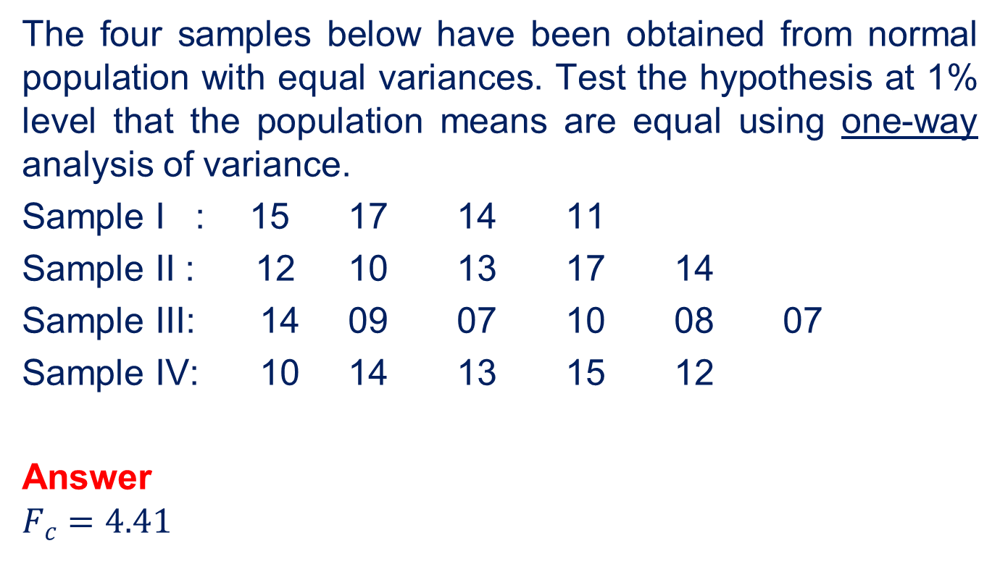 The four samples below have been obtained from normal
population with equal variances. Test the hypothesis at 1%
level that the population means are equal using one-way
analysis of variance.
Sample I : 15 17 14 11
Sample II : 12 10 13 17 14
Sample III: 14 09 07 10 08 07
Sample IV: 10 14 13 15 12
Answer
F_c = 4.41